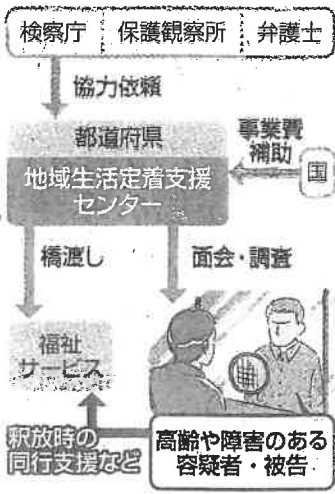 検察庁 保護観察所 弁護士
協力依頼
都道府県
事業費
補助
国
地域生活定着支援
センター
橋渡し
面会・調査
福祉
サービス
釈放時の
同行支援など
高齢や障害のある
容疑者・被告